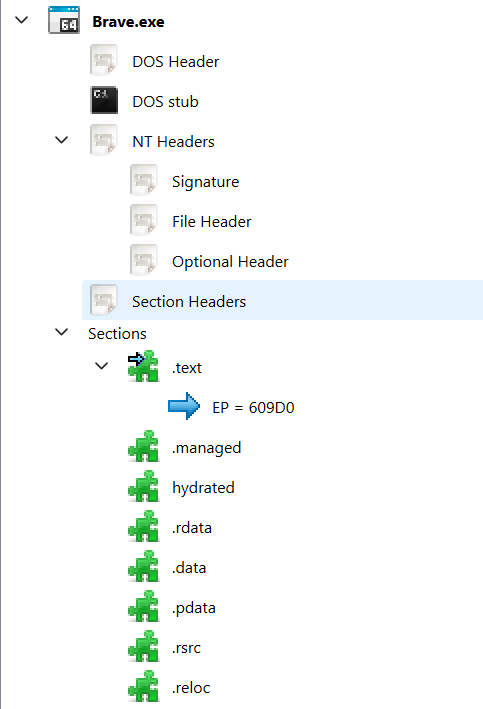 64
Brave.exe
DOS Header
C:\
DOS stub
NT Headers
Signature
File Header
Optional Header
Section Headers
Sections
.text
EP = 609D0
.managed
hydrated
.rdata
.data
.pdata
.rsrc
.reloc